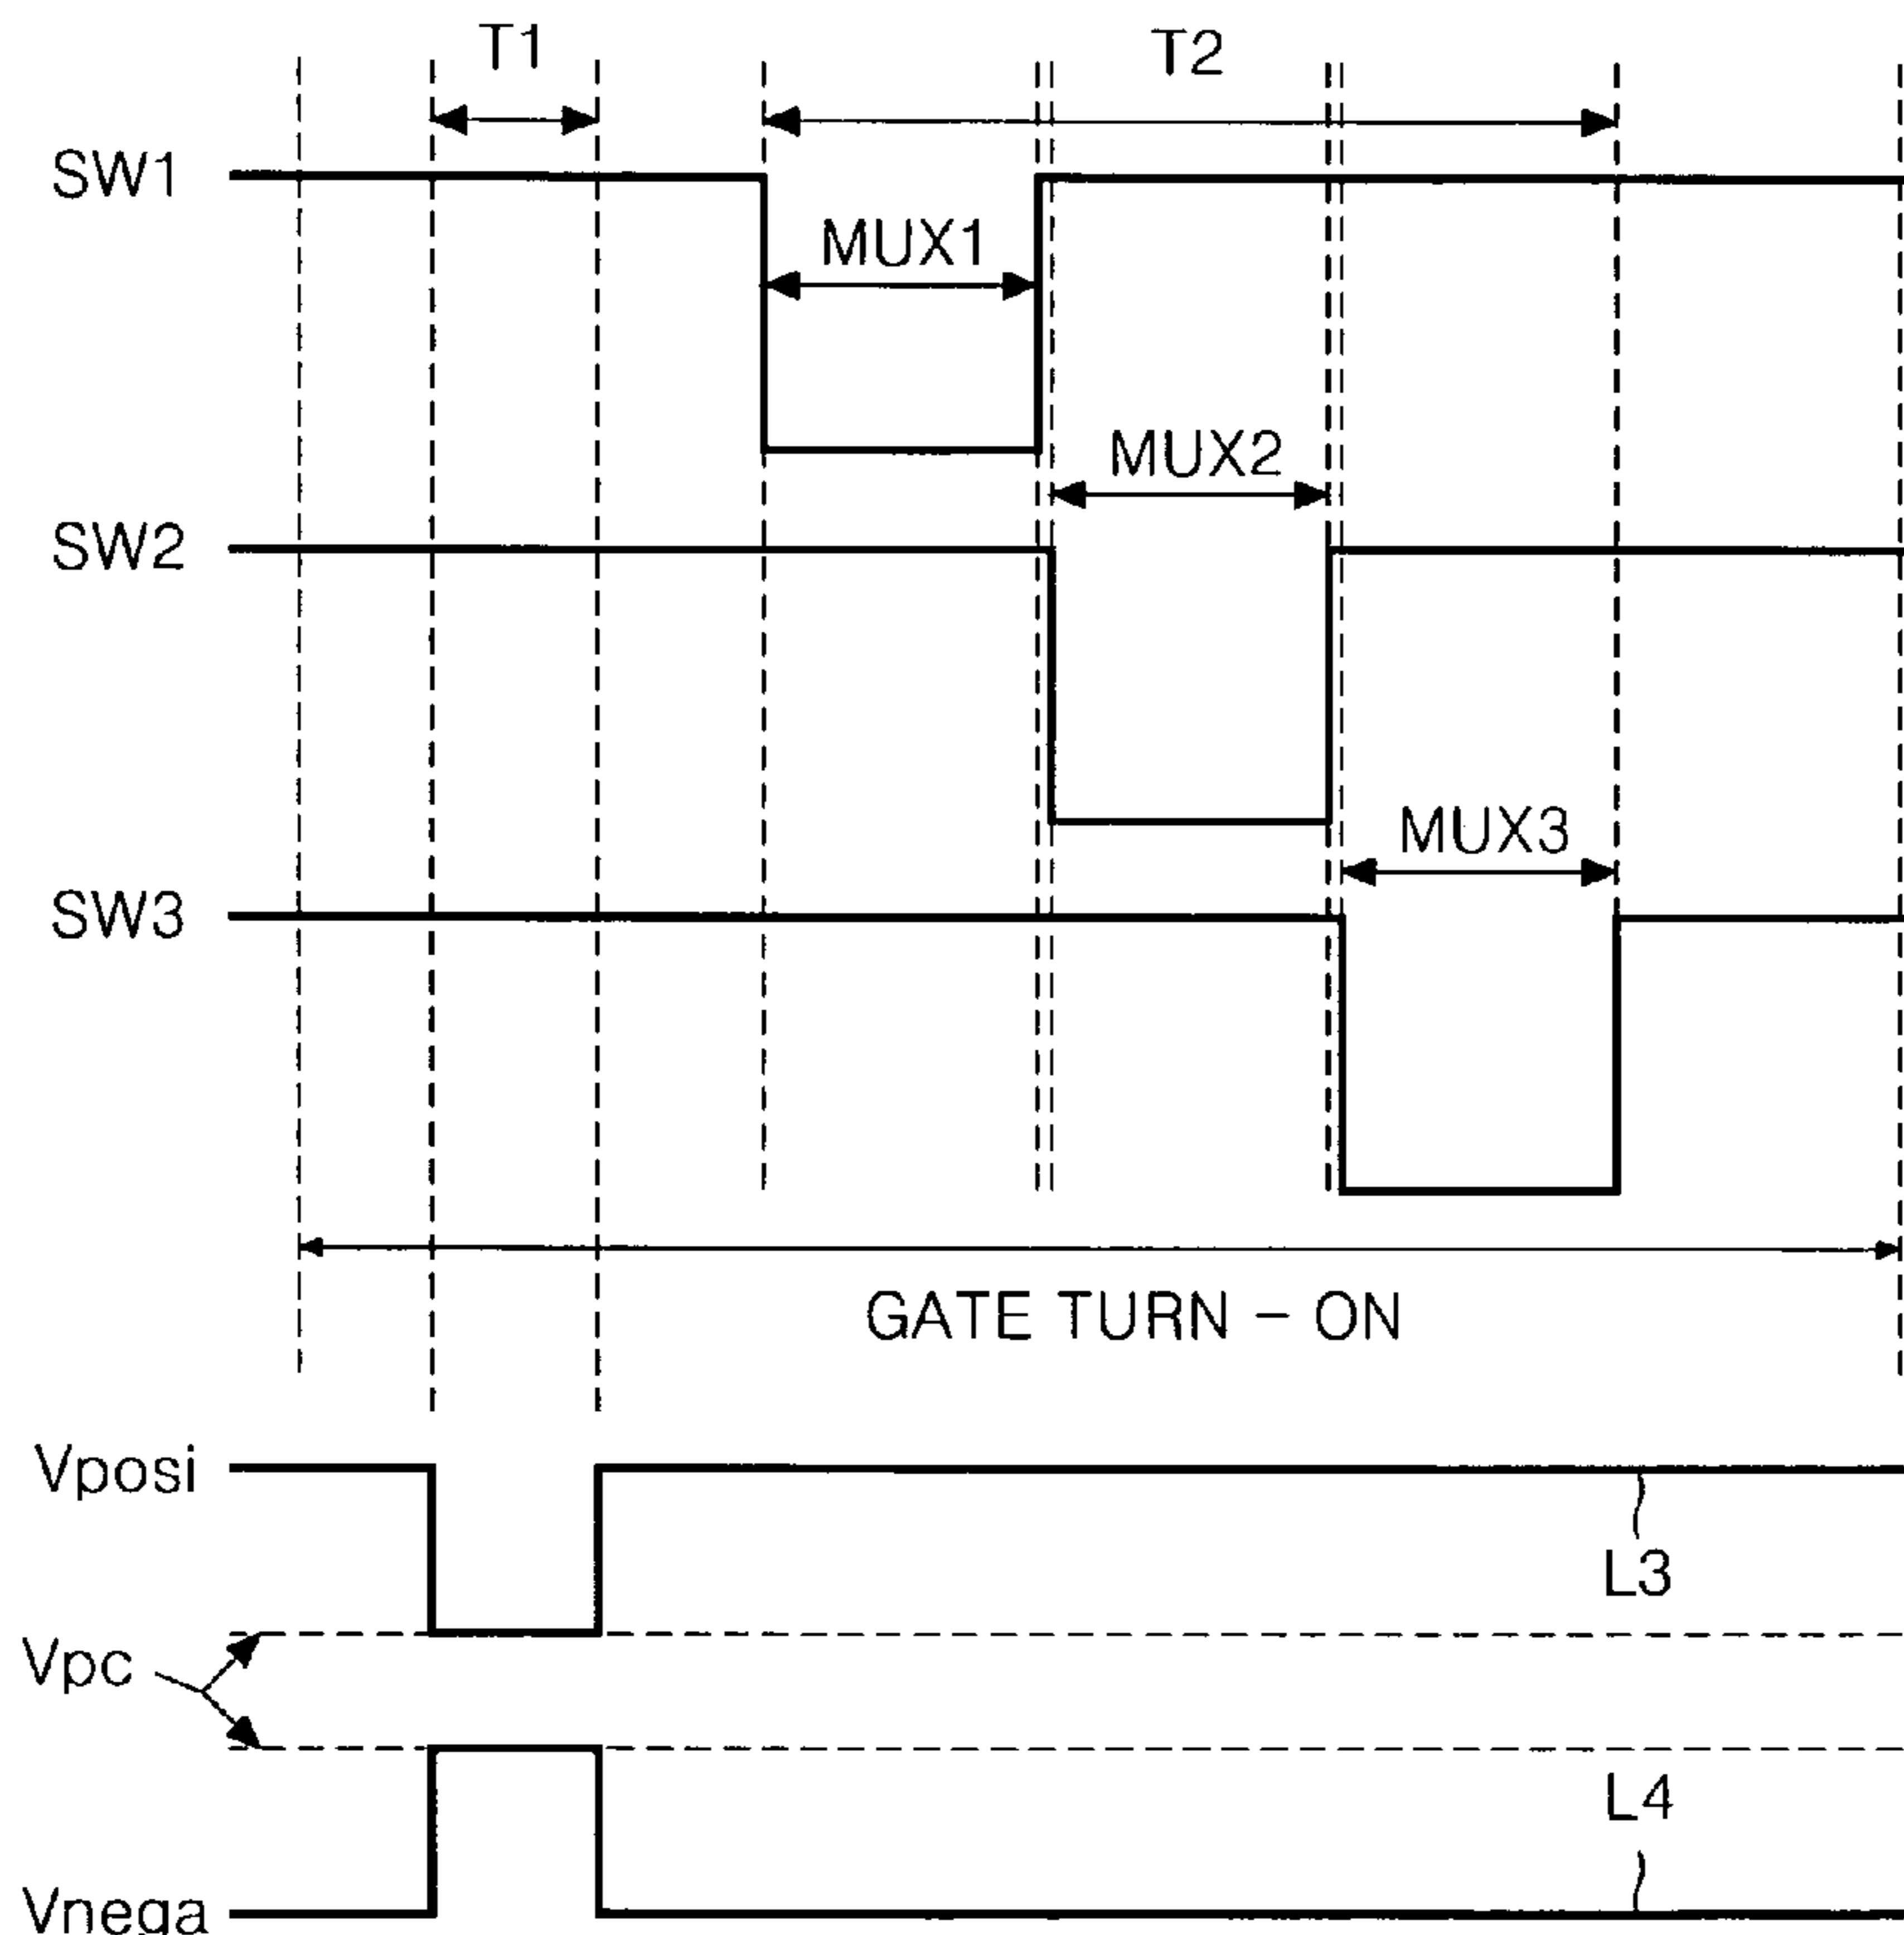 T1
T2
SW1
MUX1
MUX2
SW2
MUX3
SW3
GATE TURN – ON
Vposi
L3
Vpc
L4
Vnega